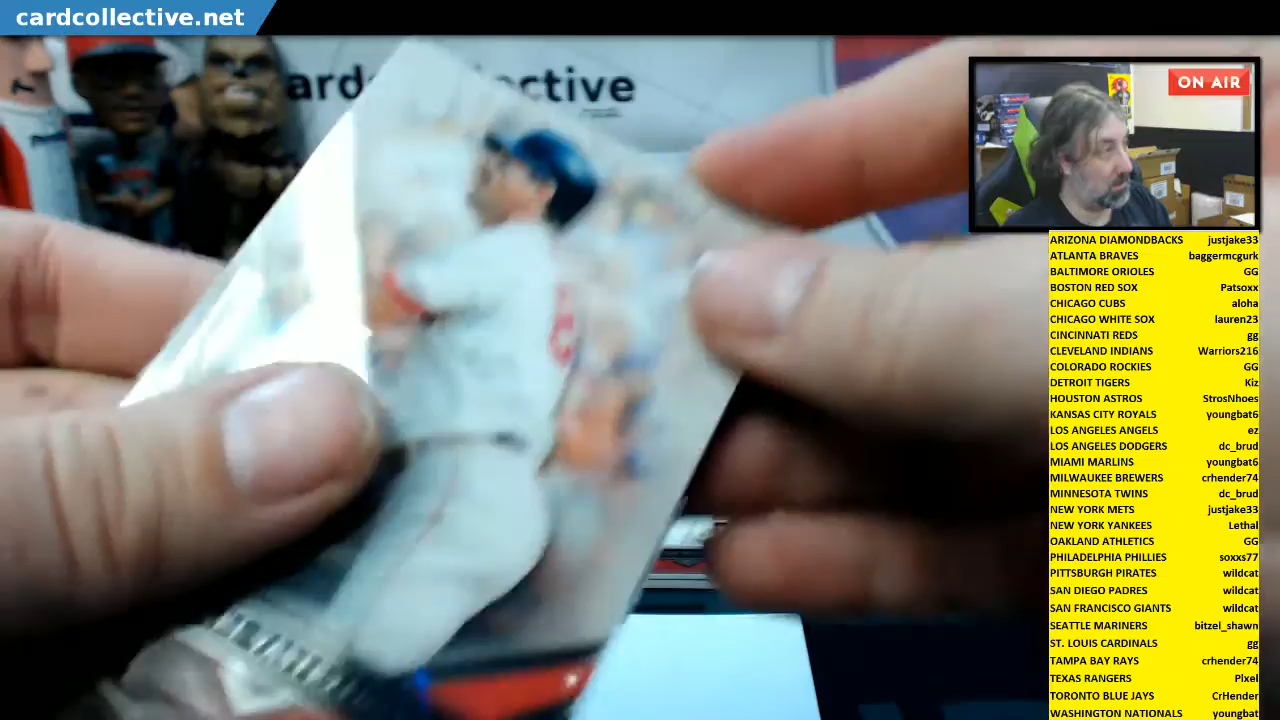 cardcollective.net
ON AIR
ARIZONA DIAMONDBACKS justjake33
ATLANTA BRAVES baggermcgurk
BALTIMORE ORIOLES GG
BOSTON RED SOX Patsoxx
CHICAGO CUBS aloha
CHICAGO WHITE SOX lauren23
CINCINNATI REDS gg
CLEVELAND INDIANS Warriors216
COLORADO ROCKIES GG
DETROIT TIGERS Kiz
HOUSTON ASTROS StrosNhoes
KANSAS CITY ROYALS youngbat6
LOS ANGELES ANGELS ez
LOS ANGELES DODGERS dc_brud
MIAMI MARLINS youngbat6
MILWAUKEE BREWERS crhender74
MINNESOTA TWINS dc_brud
NEW YORK METS justjake33
NEW YORK YANKEES Lethal
OAKLAND ATHLETICS GG
PHILADELPHIA PHILLIES soxxs77
PITTSBURGH PIRATES wildcat
SAN DIEGO PADRES wildcat
SAN FRANCISCO GIANTS wildcat
SEATTLE MARINERS bitzel_shawn
ST. LOUIS CARDINALS gg
TAMPA BAY RAYS crhender74
TEXAS RANGERS Pixel
TORONTO BLUE JAYS CrHender
WASHINGTON NATIONALS youngbat